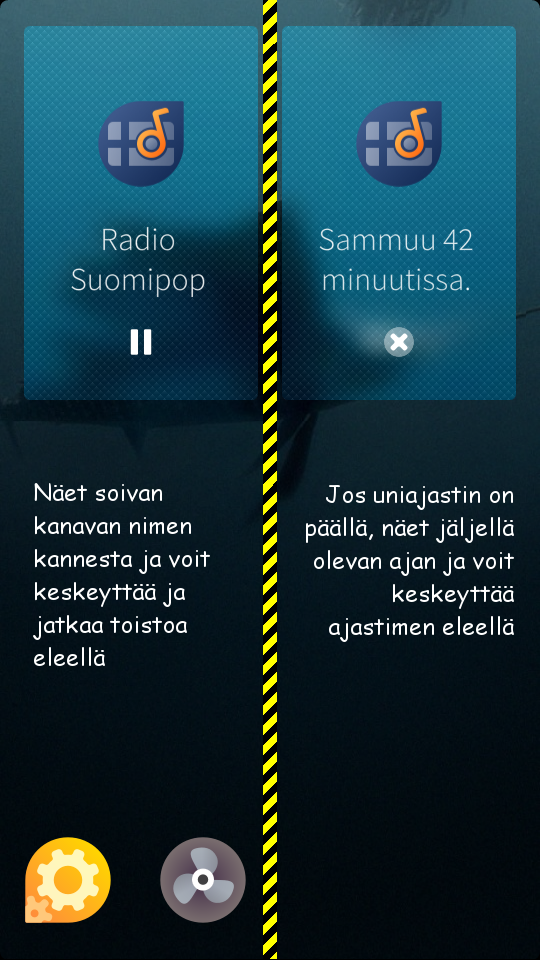 Radio
Suomipop
Sammuu 42
minuutissa.
Näet soivan
kanavan nimen
kannesta ja voit
keskeyttää ja
jatkaa toistoa
eleellä
Jos uniajastin on
päällä, näet jäljellä
olevan ajan ja voit
keskeyttää
ajastimen eleellä